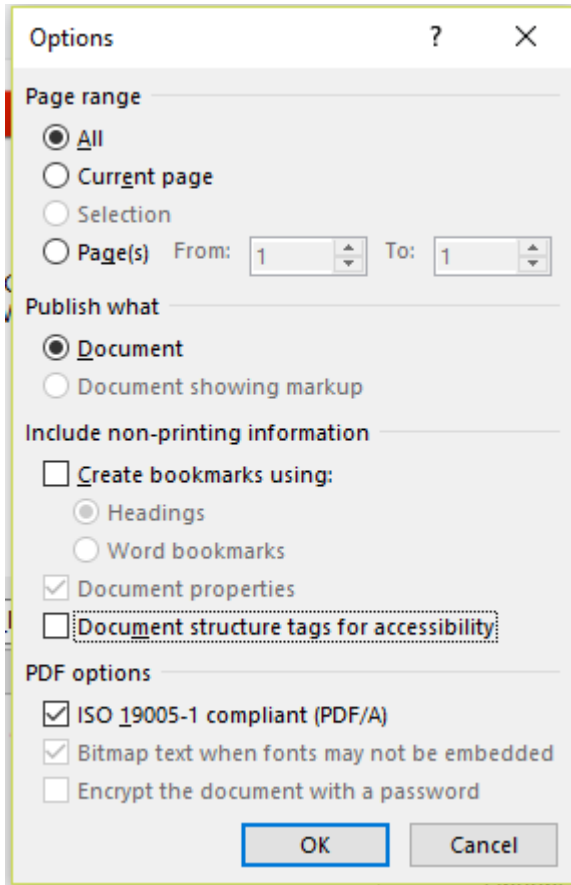 Options ?
Page range
All
Current page
Selection
Page(s) From: 1 To: 1
Publish what
Document
Document showing markup
Include non-printing information
Create bookmarks using:
Headings
Word bookmarks
Document properties
Document structure tags for accessibility
PDF options
ISO 19005-1 compliant (PDF/A)
Bitmap text when fonts may not be embedded
Encrypt the document with a password
OK Cancel